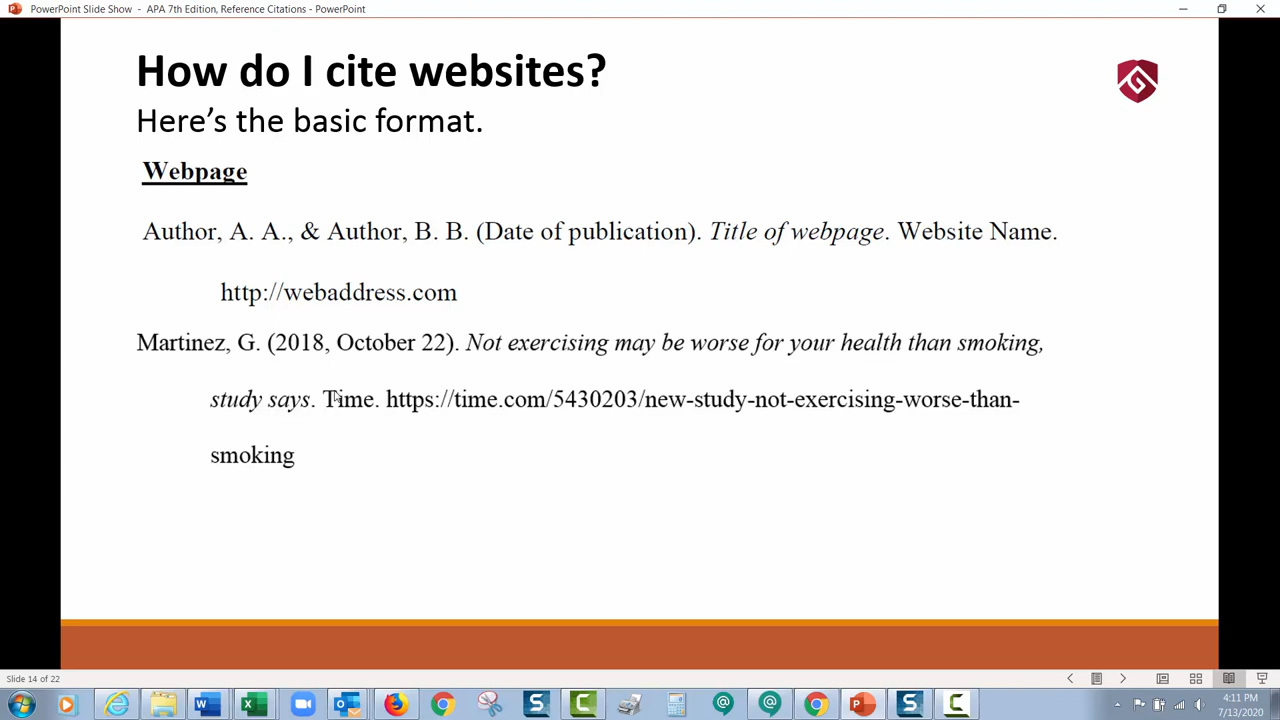 PowerPoint Slide Show - APA 7th Edition, Reference Citations - PowerPoint
How do I cite websites?
Here's the basic format.
Webpage
Author, A. A., & Author, B. B. (Date of publication). Title of webpage. Website Name.
http://webaddress.com
Martinez, G. (2018, October 22). Not exercising may be worse for your health than smoking,
study says. Time. https://time.com/5430203/new-study-not-exercising-worse-than-
smoking
Slide 14 of 22
4:11 PM
7/13/2020